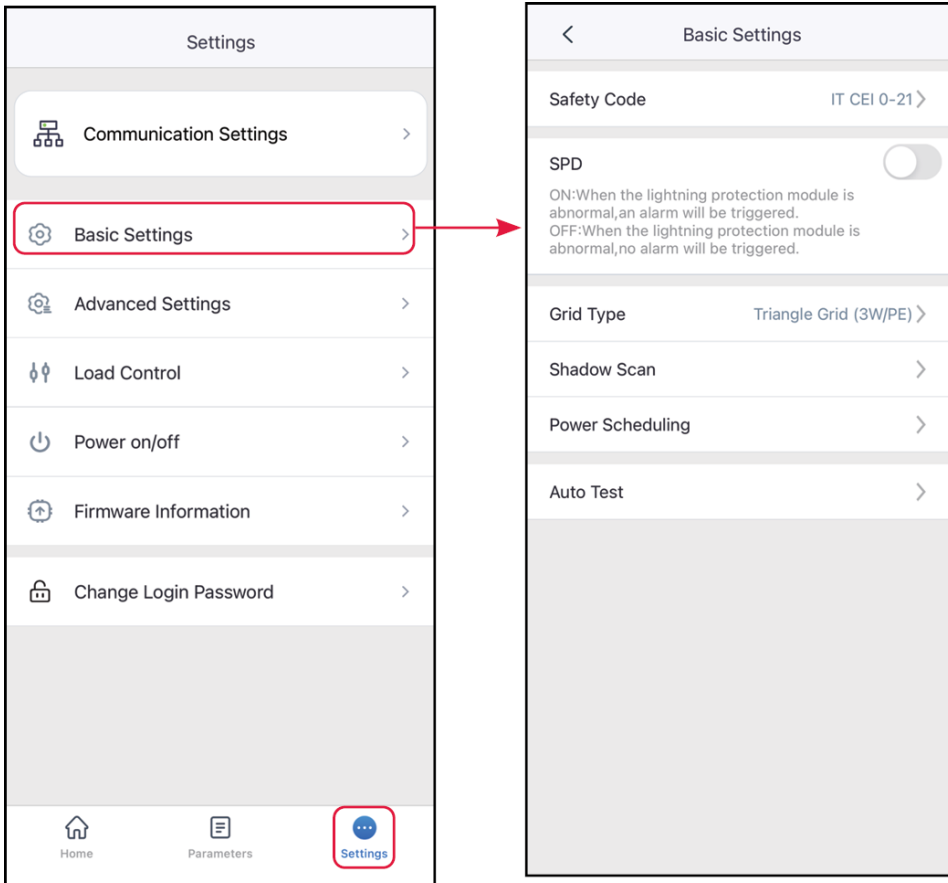 Settings
Communication Settings
Basic Settings
Advanced Settings
Load Control
Power on/off
Firmware Information
Change Login Password
Home
Parameters
Settings
Basic Settings
Safety Code
IT CEI 0-21
SPD
ON:When the lightning protection module is
abnormal,an alarm will be triggered.
OFF:When the lightning protection module is
abnormal,no alarm will be triggered.
Grid Type
Triangle Grid (3W/PE)
Shadow Scan
Power Scheduling
Auto Test